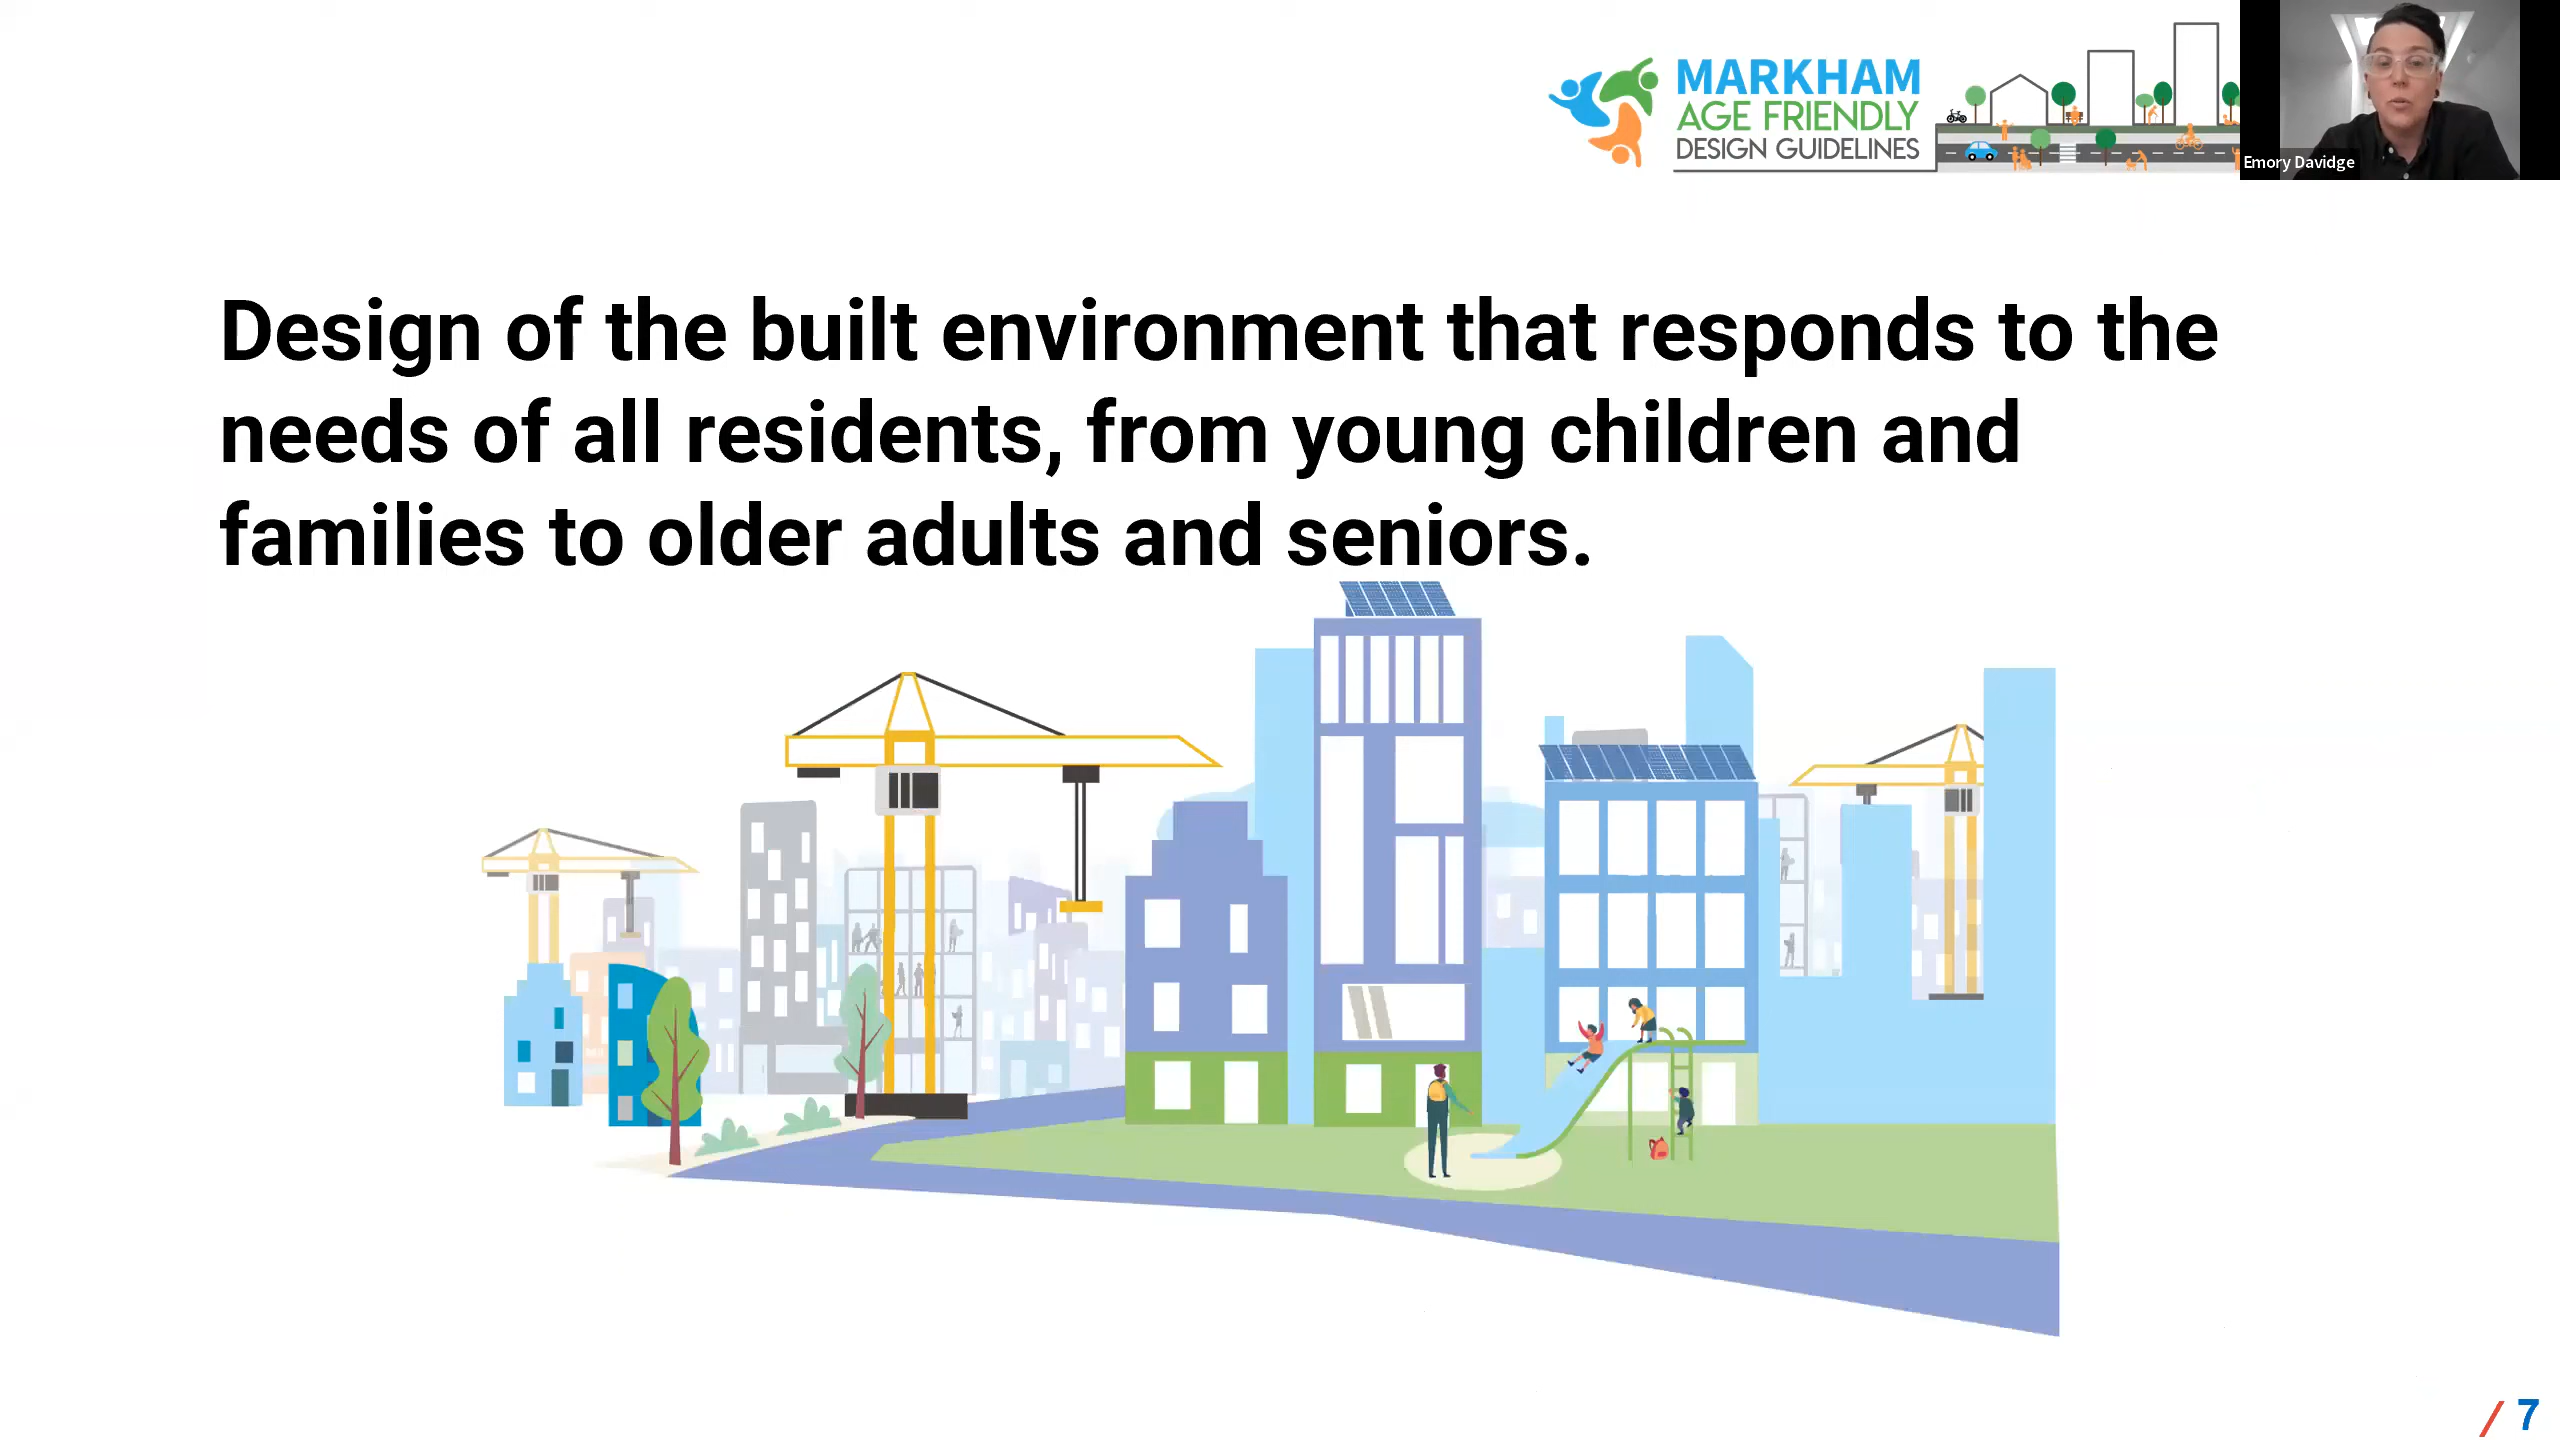 MARKHAM
AGE FRIENDLY
DESIGN GUIDELINES
Emory Davidge
Design of the built environment that responds to the
needs of all residents, from young children and
families to older adults and seniors.
/ 7